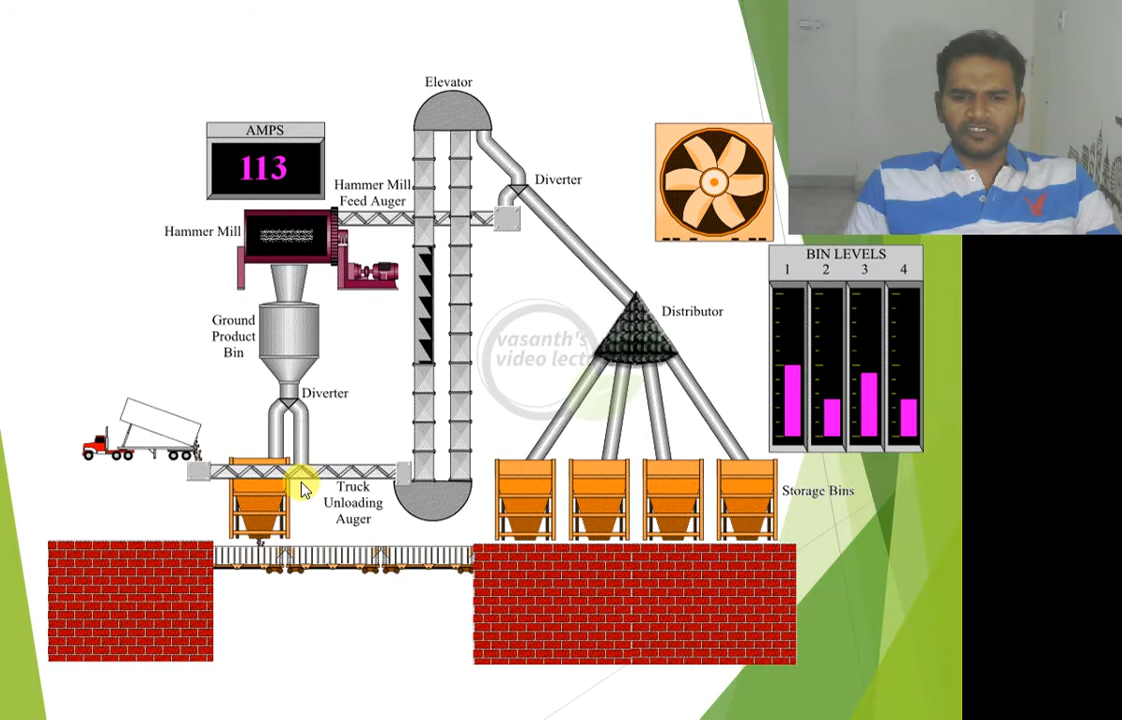 Elevator
AMPS
113
Hammer Mill
Feed Auger
Diverter
Hammer Mill
BIN LEVELS
1 2 3 4
Distributor
Ground
Product
Bin
vasanth's
video lect
Diverter
Truck
Unloading
Auger
Storage Bins